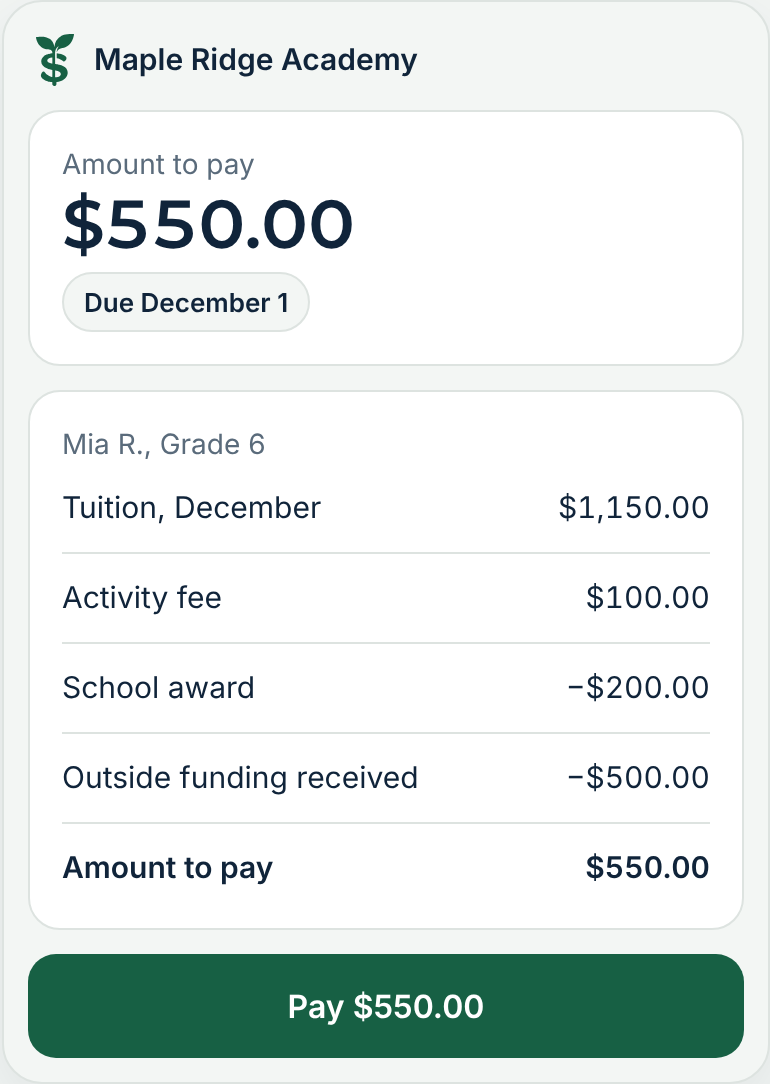 Maple Ridge Academy
Amount to pay
$550.00
Due December 1
Mia R., Grade 6
Tuition, December $1,150.00
Activity fee $100.00
School award −$200.00
Outside funding received −$500.00
Amount to pay $550.00
Pay $550.00